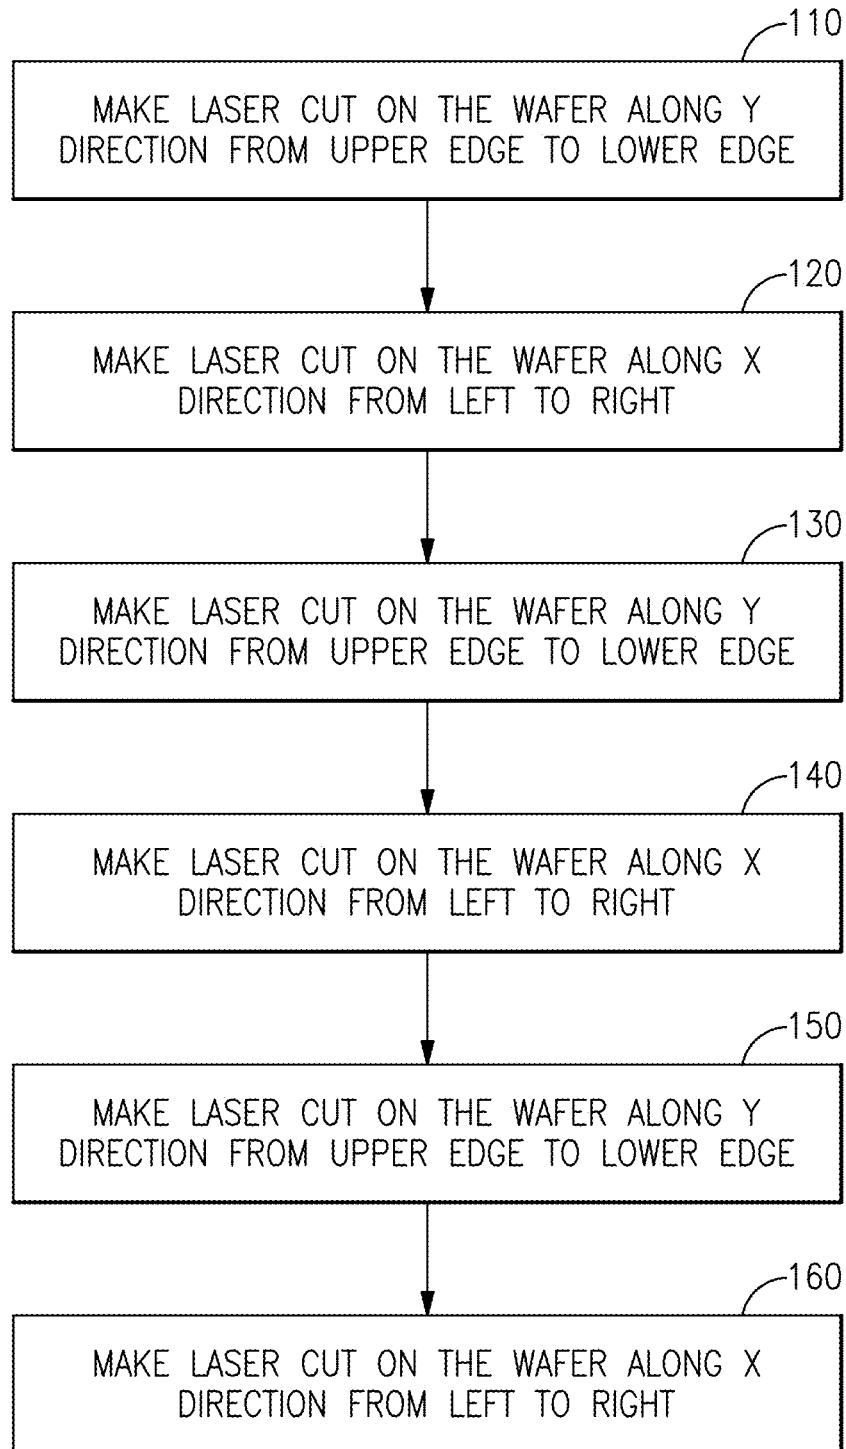 110
MAKE LASER CUT ON THE WAFER ALONG Y
DIRECTION FROM UPPER EDGE TO LOWER EDGE
120
MAKE LASER CUT ON THE WAFER ALONG X
DIRECTION FROM LEFT TO RIGHT
130
MAKE LASER CUT ON THE WAFER ALONG Y
DIRECTION FROM UPPER EDGE TO LOWER EDGE
140
MAKE LASER CUT ON THE WAFER ALONG X
DIRECTION FROM LEFT TO RIGHT
150
MAKE LASER CUT ON THE WAFER ALONG Y
DIRECTION FROM UPPER EDGE TO LOWER EDGE
160
MAKE LASER CUT ON THE WAFER ALONG X
DIRECTION FROM LEFT TO RIGHT